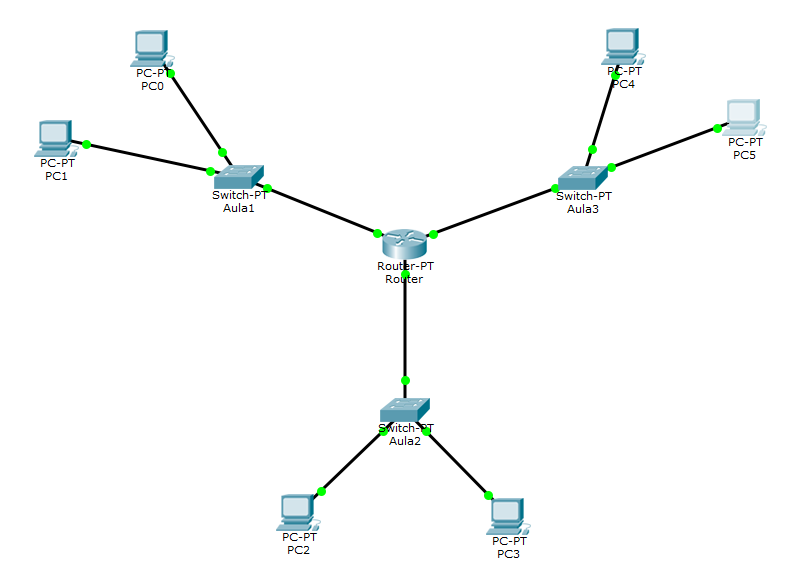 PC-PT
PC0
PC-PT
PC4
PC-PT
PC1
PC-PT
PC5
Switch-PT
Aula1
Switch-PT
Aula3
Router-PT
Router
Switch-PT
Aula2
PC-PT
PC2
PC-PT
PC3